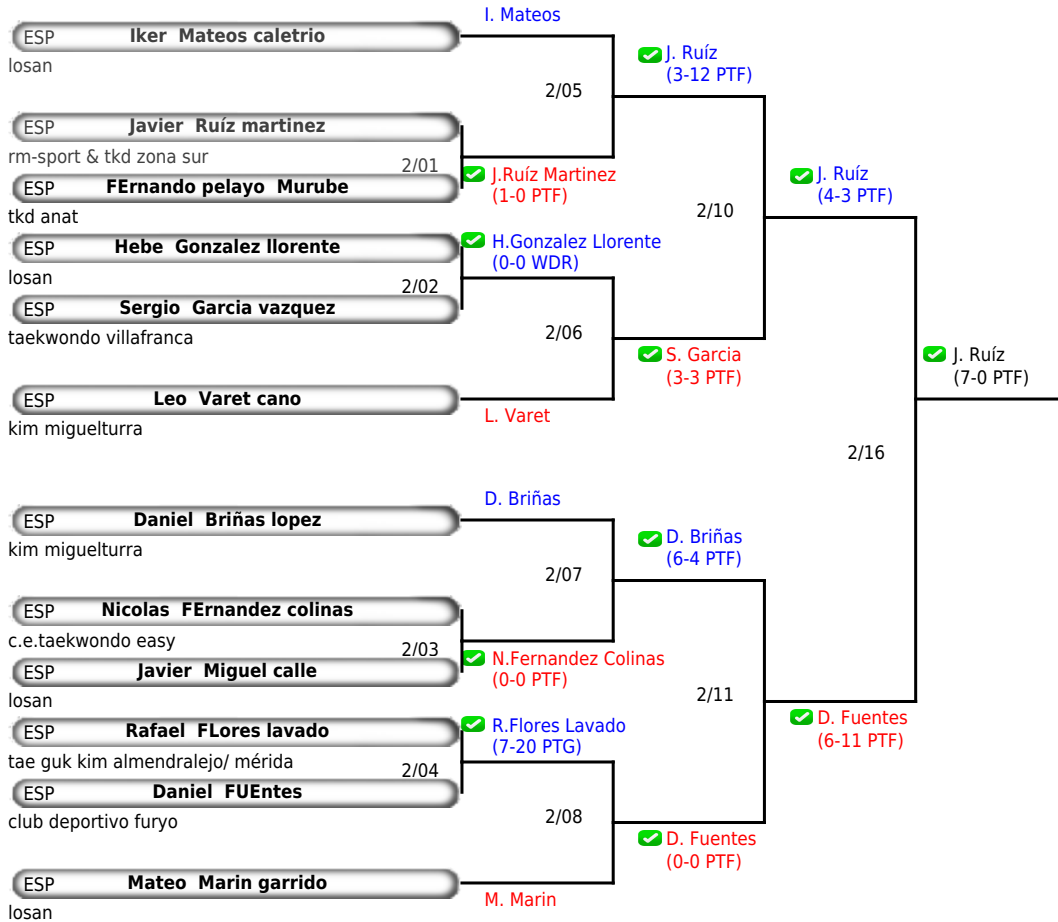 I. Mateos
ESP Iker Mateos caletrio
losan
J. Ruíz
(3-12 PTF)
2/05
ESP Javier Ruíz martinez
rm-sport & tkd zona sur
2/01
J.Ruíz Martinez
(1-0 PTF)
ESP FErnando pelayo Murube
tkd anat
J. Ruíz
(4-3 PTF)
2/10
ESP Hebe Gonzalez llorente
losan
H.Gonzalez Llorente
(0-0 WDR)
2/02
ESP Sergio Garcia vazquez
taekwondo villafranca
2/06
S. Garcia
(3-3 PTF)
J. Ruíz
(7-0 PTF)
ESP Leo Varet cano
kim miguelturra
L. Varet
2/16
D. Briñas
ESP Daniel Briñas lopez
kim miguelturra
D. Briñas
(6-4 PTF)
2/07
ESP Nicolas FErnandez colinas
c.e.taekwondo easy
2/03
N.Fernandez Colinas
(0-0 PTF)
ESP Javier Miguel calle
losan
2/11
ESP Rafael FLores lavado
tae guk kim almendralejo/ mérida
R.Flores Lavado
(7-20 PTG)
D. Fuentes
(6-11 PTF)
2/04
ESP Daniel FUEntes
club deportivo furyo
2/08
D. Fuentes
(0-0 PTF)
ESP Mateo Marin garrido
losan
M. Marin